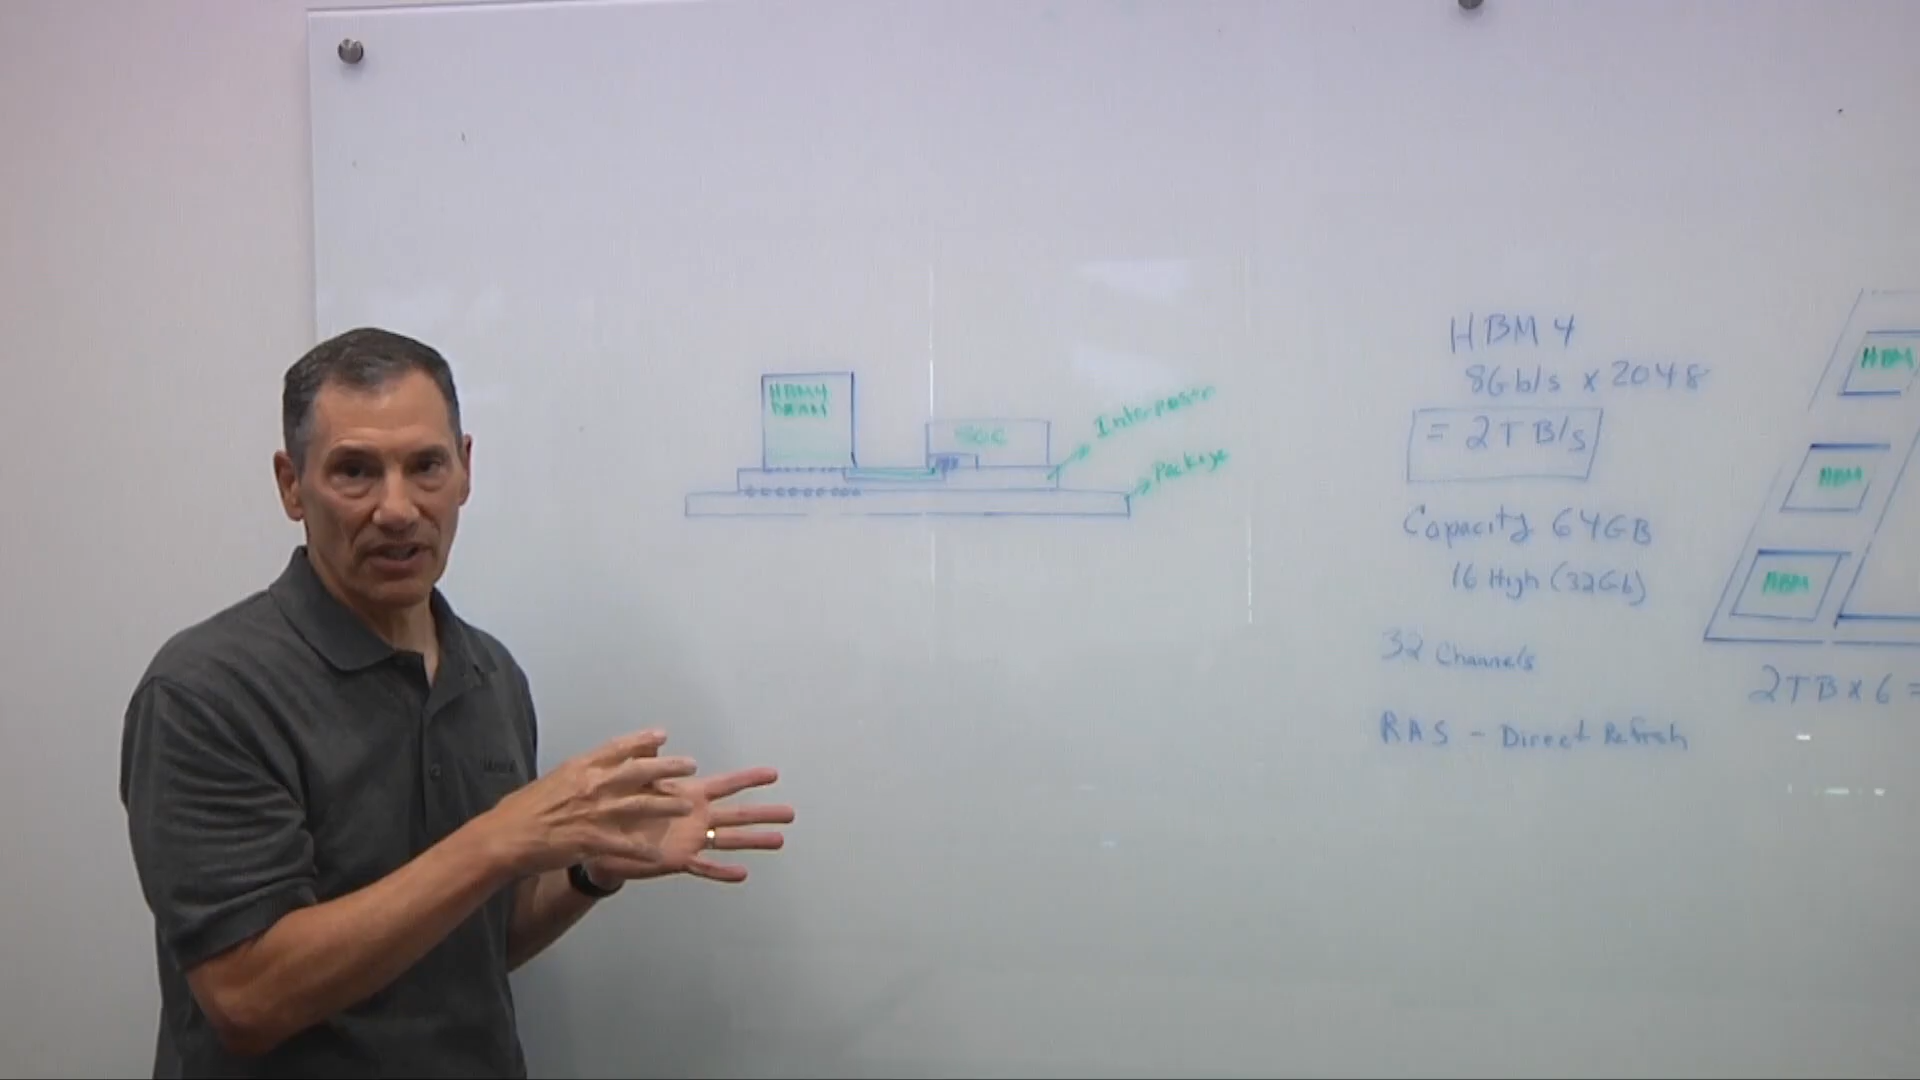 HBM4
DRAM
SOC
Interposer
Package
HBM 4
8Gb/s x 2048
= 2TB/s
Capacity 64GB
16 High (32Gb)
32 Channels
RAS - Direct Refresh
HBM
HBM
HBM
2TB x 6 =